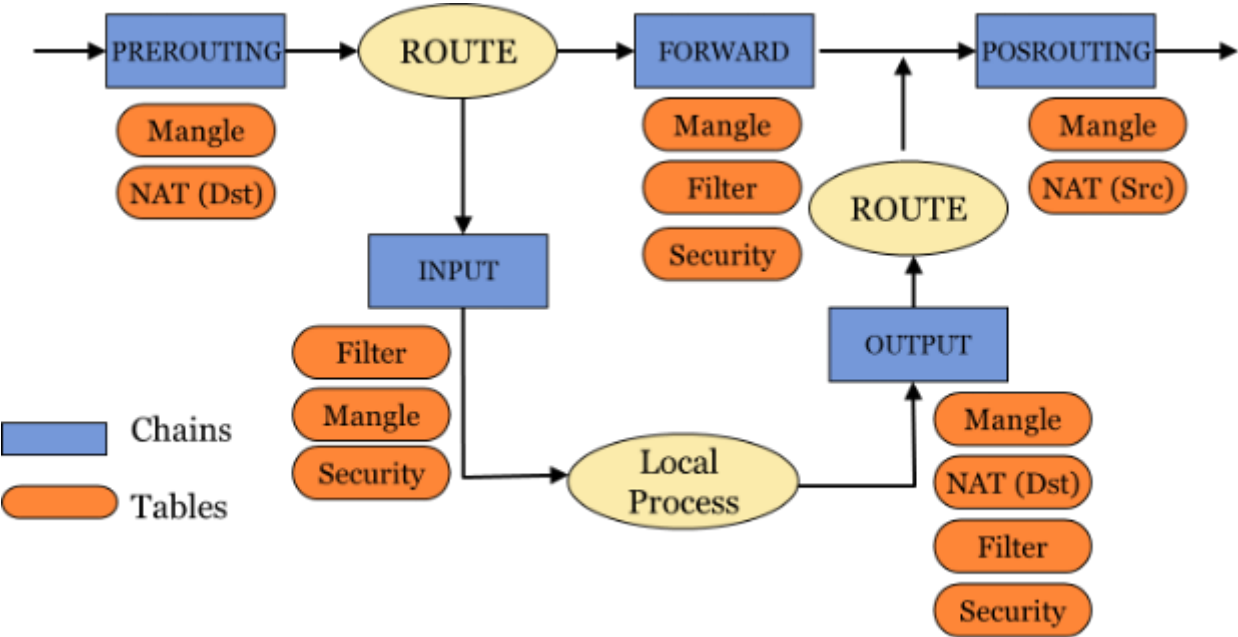 PREROUTING
ROUTE
FORWARD
POSROUTING
Mangle
NAT (Dst)
Mangle
Filter
Security
Mangle
NAT (Src)
ROUTE
INPUT
Filter
Mangle
Security
OUTPUT
Mangle
NAT (Dst)
Filter
Security
Local
Process
Chains
Tables